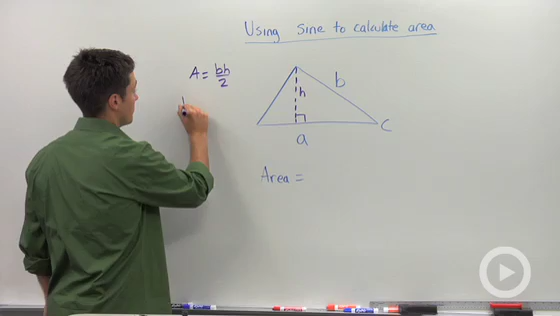 Using sine to calculate area
A = bh/2
h
b
a
C
Area =